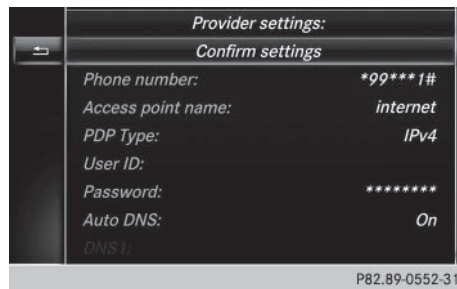 Provider settings:
Confirm settings
Phone number: *99***1#
Access point name: internet
PDP Type: IPv4
User ID:
Password: ********
Auto DNS: On
DNS1:
P82.89-0552-31